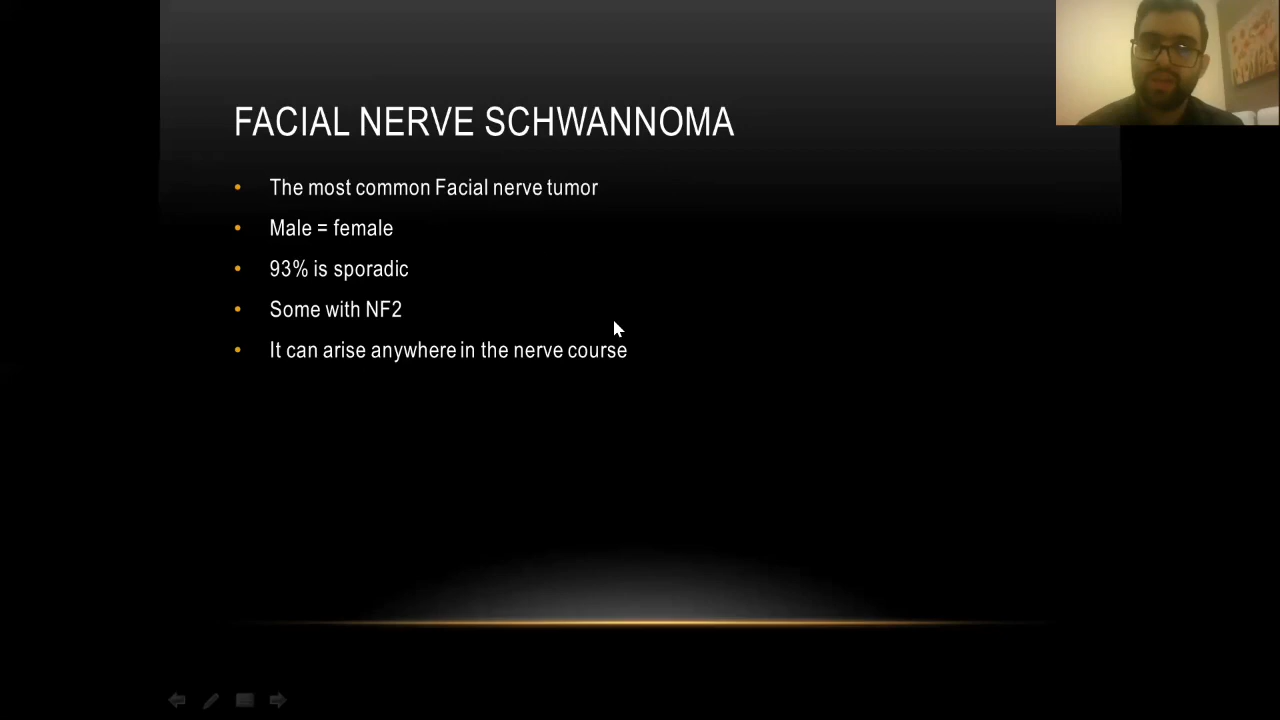 FACIAL NERVE SCHWANNOMA
• The most common Facial nerve tumor
• Male = female
• 93% is sporadic
• Some with NF2
• It can arise anywhere in the nerve course